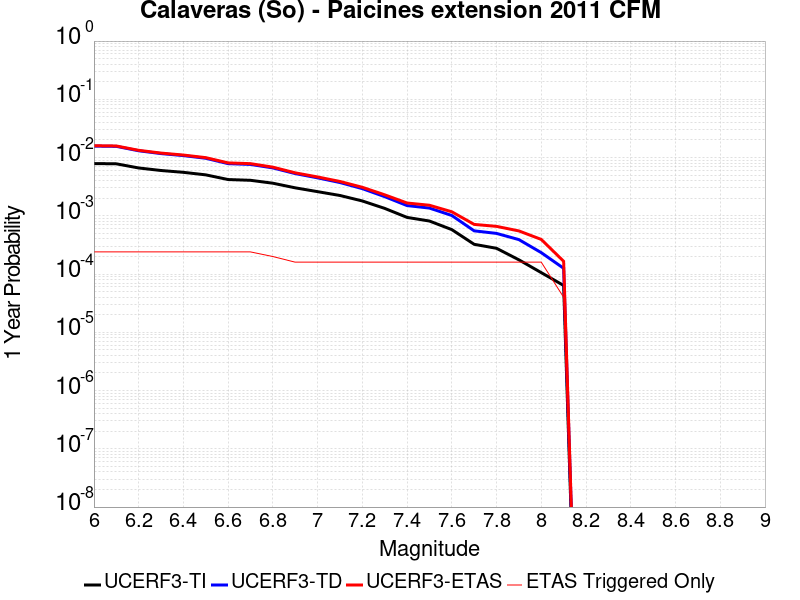 Calaveras (So) - Paicines extension 2011 CFM
10^0
10^-1
10^-2
10^-3
10^-4
10^-5
10^-6
10^-7
10^-8
1 Year Probability
6 6.2 6.4 6.6 6.8 7 7.2 7.4 7.6 7.8 8 8.2 8.4 8.6 8.8 9
Magnitude
UCERF3-TI UCERF3-TD UCERF3-ETAS ETAS Triggered Only